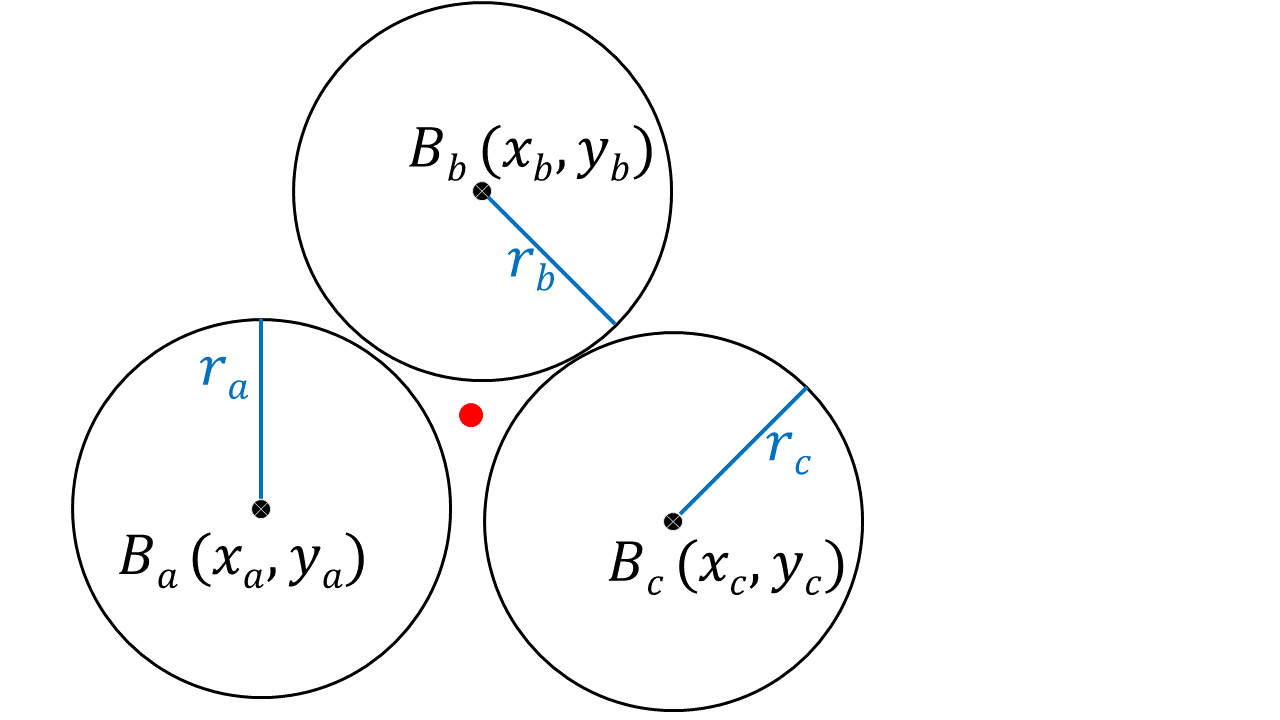 B_b (x_b, y_b)
r_b
r_a
r_c
B_a (x_a, y_a)
B_c (x_c, y_c)